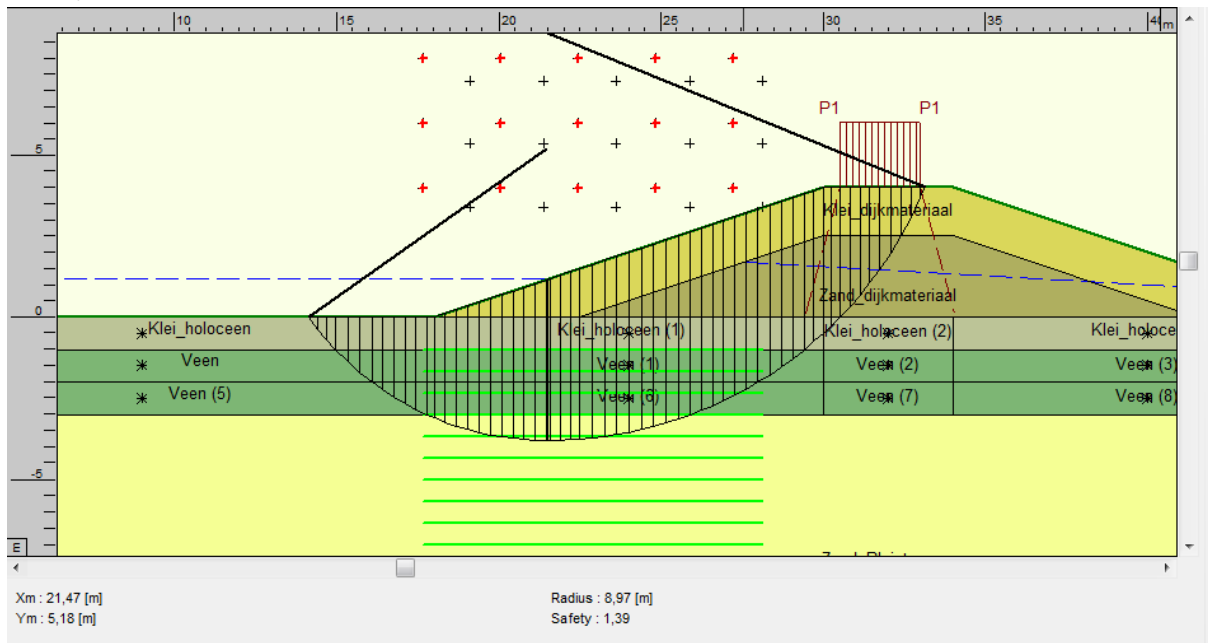 10 15 20 25 30 35 40 m
P1 P1
5
Klei_dijkmateriaal
Zand_dijkmateriaal
0
Klei_holoceen Klei_holoceen (1) Klei_holoceen (2) Klei_holoce
Veen Veen (1) Veen (2) Veen (3)
Veen (5) Veen (6) Veen (7) Veen (8)
-5
E
Xm : 21,47 [m] Radius : 8,97 [m]
Ym : 5,18 [m] Safety : 1,39